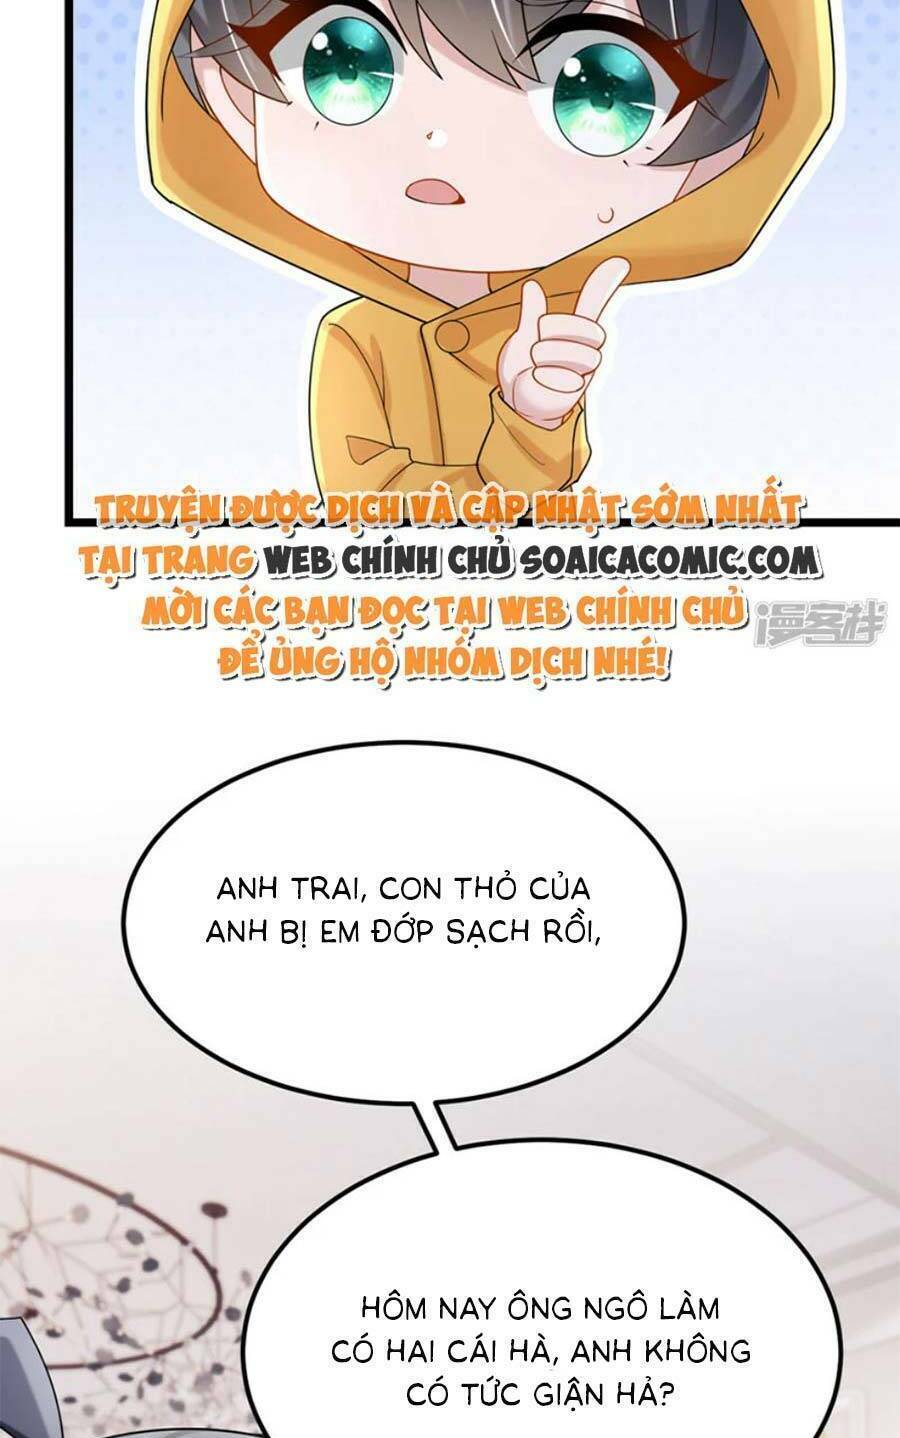 TRUYỆN ĐƯỢC DỊCH VÀ CẬP NHẬT SỚM NHẤT
TẠI TRANG WEB CHÍNH CHỦ SOAICACOMIC.COM
MỜI CÁC BẠN ĐỌC TẠI WEB CHÍNH CHỦ
ĐỂ ỦNG HỘ NHÓM DỊCH NHÉ!
漫客栈
ANH TRAI, CON THỎ CỦA
ANH BỊ EM ĐỚP SẠCH RỒI,
HÔM NAY ÔNG NGÔ LÀM
CÓ HAI CÁI HÀ, ANH KHÔNG
CÓ TỨC GIẬN HẢ?